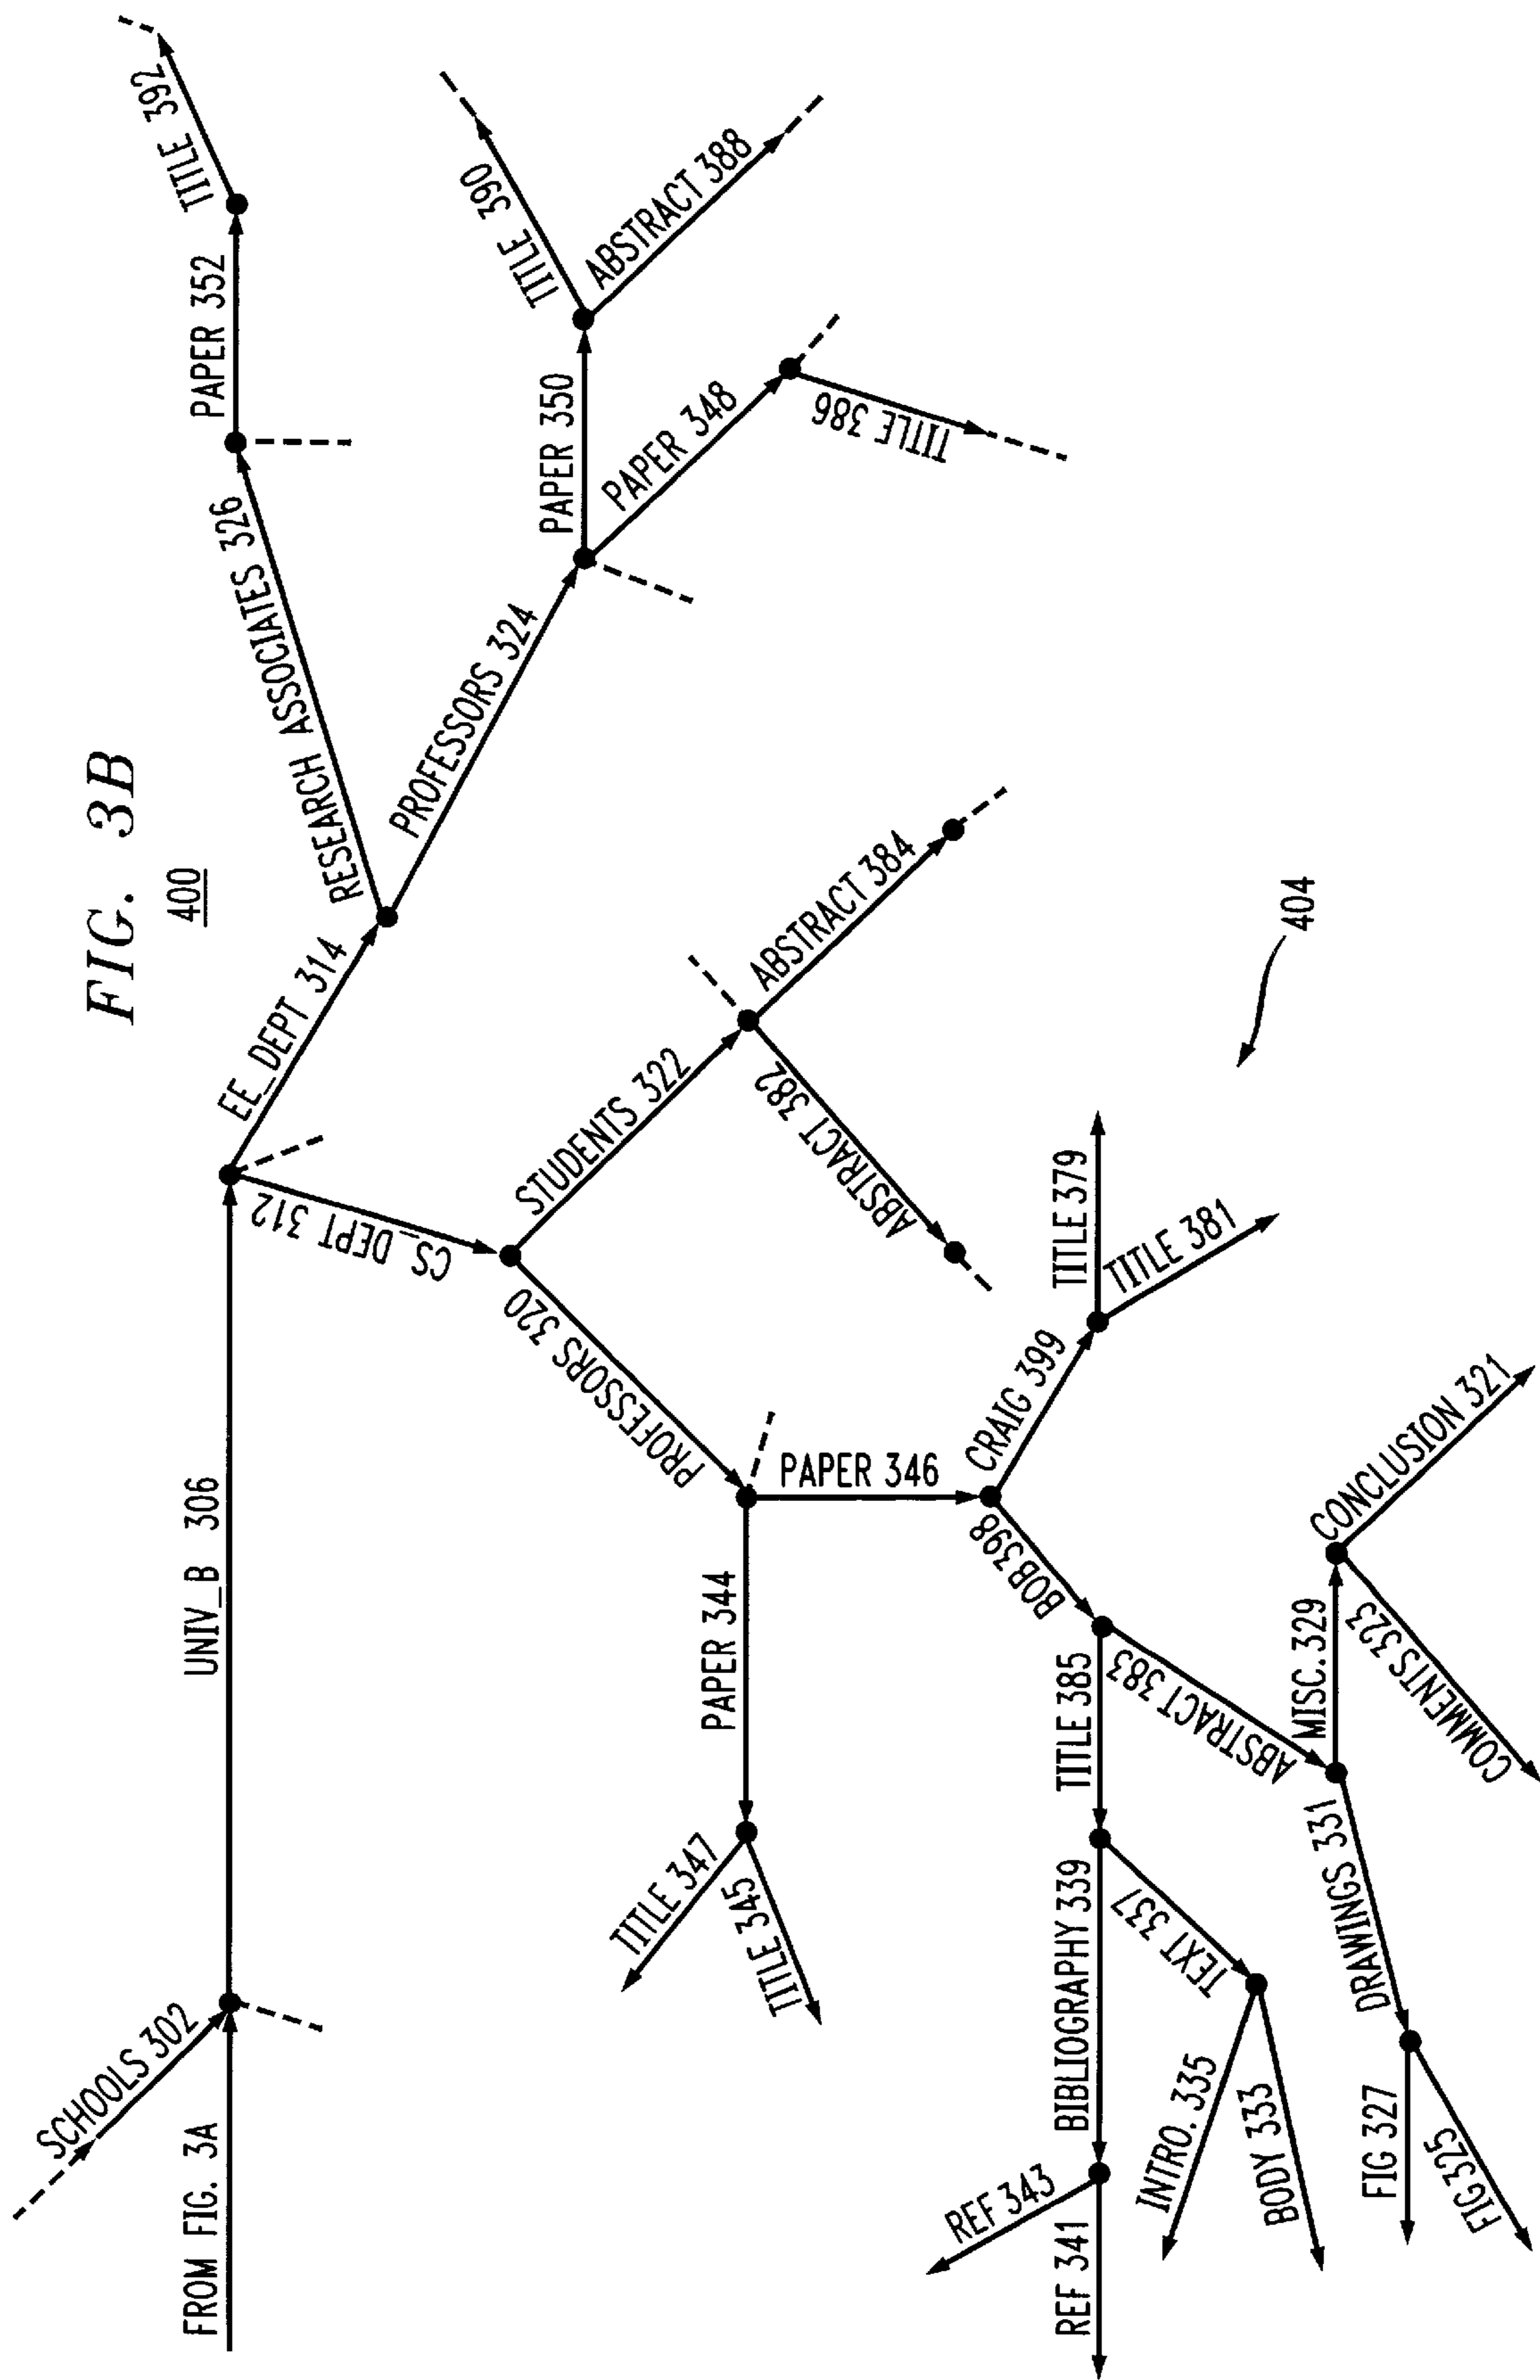 FIG. 3B
400
SCHOOLS 302
FROM FIG. 3A
UNIV_B 306
EE_DEPT 314
CS_DEPT 312
RESEARCH ASSOCIATES 326
PROFESSORS 324
PAPER 352
TITLE 392
PAPER 350
PAPER 348
TITLE 390
ABSTRACT 388
TITLE 386
STUDENTS 322
PROFESSORS 320
ABSTRACT 384
ABSTRACT 382
PAPER 344
PAPER 346
TITLE 347
TITLE 345
BOB 398
CRAIG 399
TITLE 379
TITLE 381
TITLE 385
ABSTRACT 383
BIBLIOGRAPHY 339
TEXT 337
REF 343
REF 341
INTRO. 335
BODY 333
MISC. 329
DRAWINGS 331
CONCLUSION 321
COMMENTS 323
FIG 327
FIG 325
404